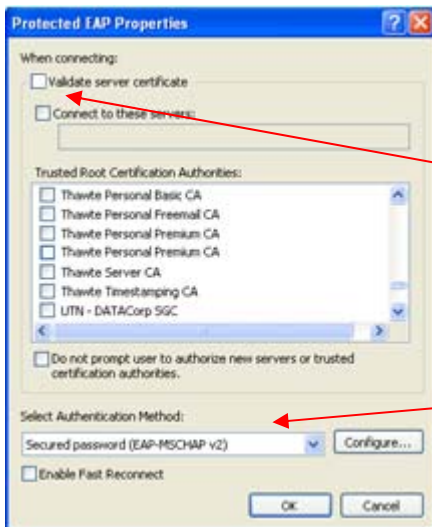 Protected EAP Properties
When connecting:
Validate server certificate
Connect to these servers:
Trusted Root Certification Authorities:
Thawte Personal Basic CA
Thawte Personal Freemail CA
Thawte Personal Premium CA
Thawte Personal Premium CA
Thawte Server CA
Thawte Timestamping CA
UTN - DATACorp SGC
Do not prompt user to authorize new servers or trusted
certification authorities.
Select Authentication Method:
Secured password (EAP-MSCHAP v2)
Configure...
Enable Fast Reconnect
OK
Cancel